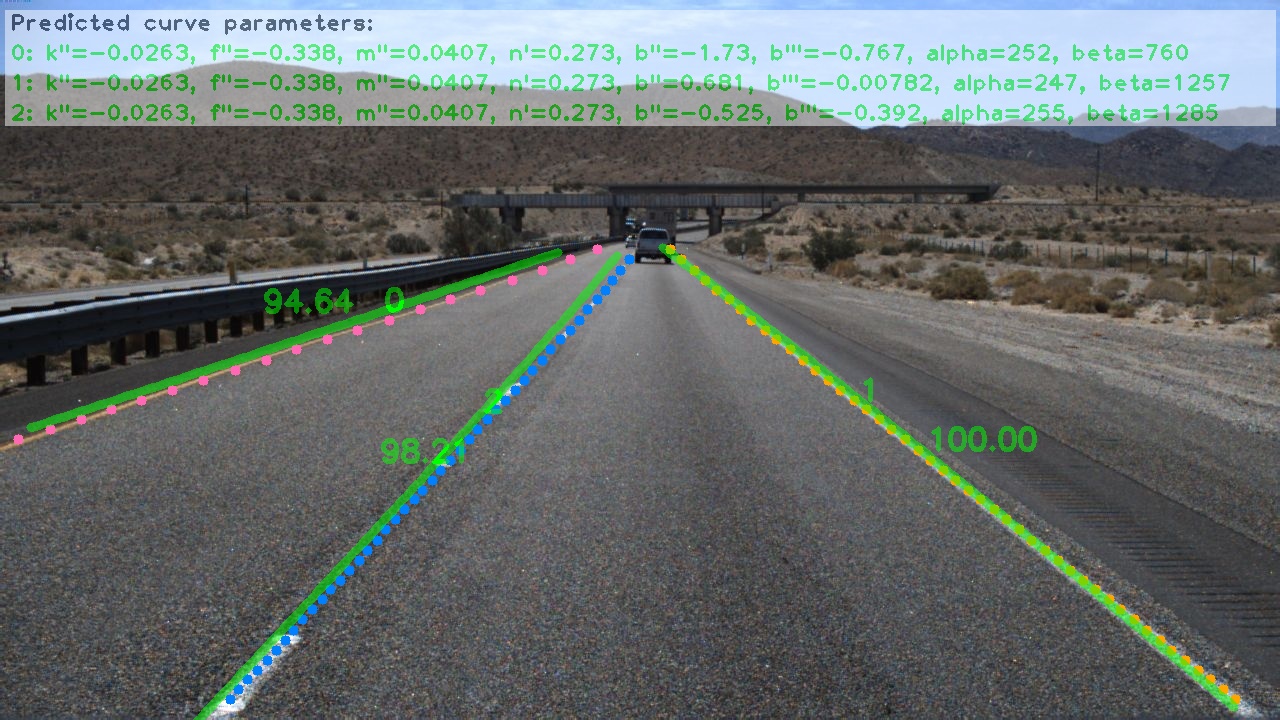 Predicted curve parameters:
0: k''=-0.0263, f''=-0.338, m''=0.0407, n'=0.273, b''=-1.73, b'''=-0.767, alpha=252, beta=760
1: k''=-0.0263, f''=-0.338, m''=0.0407, n'=0.273, b''=0.681, b'''=-0.00782, alpha=247, beta=1257
2: k''=-0.0263, f''=-0.338, m''=0.0407, n'=0.273, b''=-0.525, b'''=-0.392, alpha=255, beta=1285
94.64 0
2 1
98.21 100.00